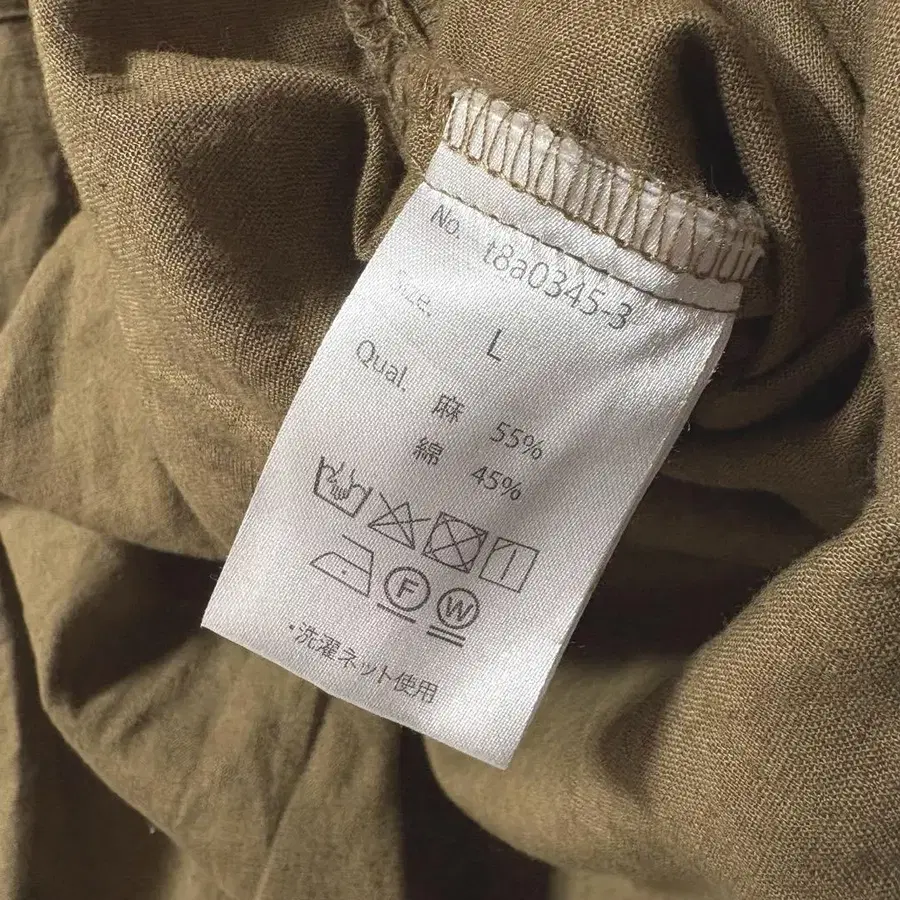 No. t8a0345-3
Size. L
Qual.
麻 55%
綿 45%
F W
・洗濯ネット使用